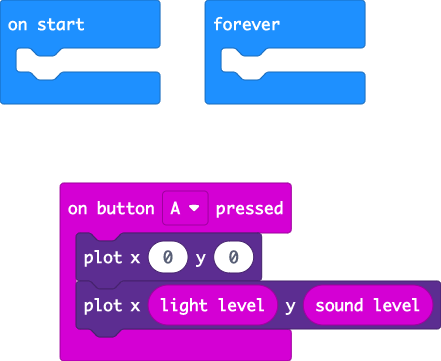 on start
forever
on button A pressed
plot x 0 y 0
plot x light level y sound level